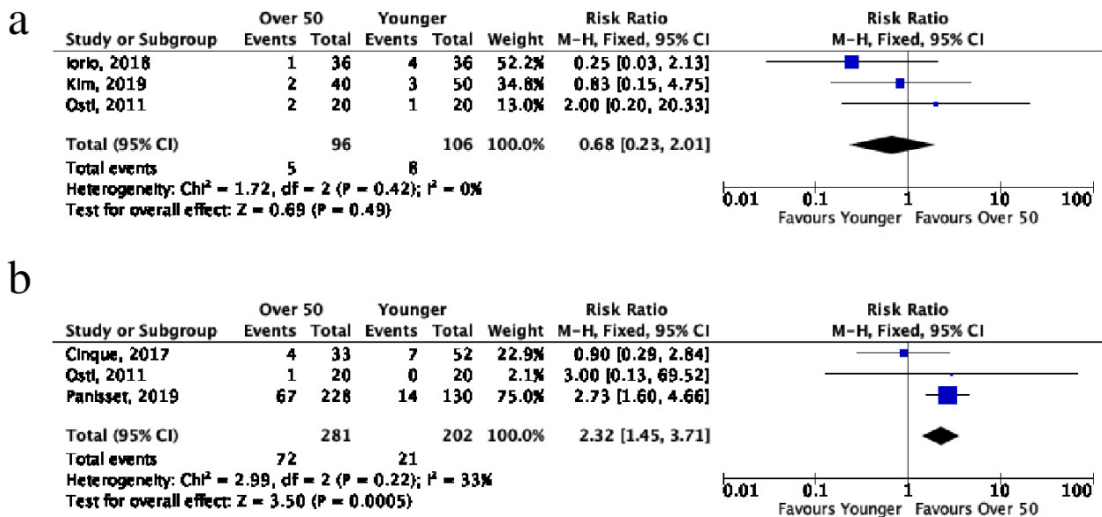 a
Over 50 Younger Risk Ratio Risk Ratio
Study or Subgroup Events Total Events Total Weight M-H, Fixed, 95% CI M-H, Fixed, 95% CI
Iorio, 2018 1 36 4 36 52.2% 0.25 [0.03, 2.13]
Kim, 2019 2 40 3 50 34.8% 0.83 [0.15, 4.75]
Osti, 2011 2 20 1 20 13.0% 2.00 [0.20, 20.33]
Total (95% CI) 96 106 100.0% 0.68 [0.23, 2.01]
Total events 5 8
Heterogeneity: Chi² = 1.72, df = 2 (P = 0.42); I² = 0%
Test for overall effect: Z = 0.69 (P = 0.49)
0.01 0.1 1 10 100
Favours Younger Favours Over 50
b
Over 50 Younger Risk Ratio Risk Ratio
Study or Subgroup Events Total Events Total Weight M-H, Fixed, 95% CI M-H, Fixed, 95% CI
Cinque, 2017 4 33 7 52 22.9% 0.90 [0.29, 2.84]
Osti, 2011 1 20 0 20 2.1% 3.00 [0.13, 69.52]
Panisset, 2019 67 228 14 130 75.0% 2.73 [1.60, 4.66]
Total (95% CI) 281 202 100.0% 2.32 [1.45, 3.71]
Total events 72 21
Heterogeneity: Chi² = 2.99, df = 2 (P = 0.22); I² = 33%
Test for overall effect: Z = 3.50 (P = 0.0005)
0.01 0.1 1 10 100
Favours Younger Favours Over 50